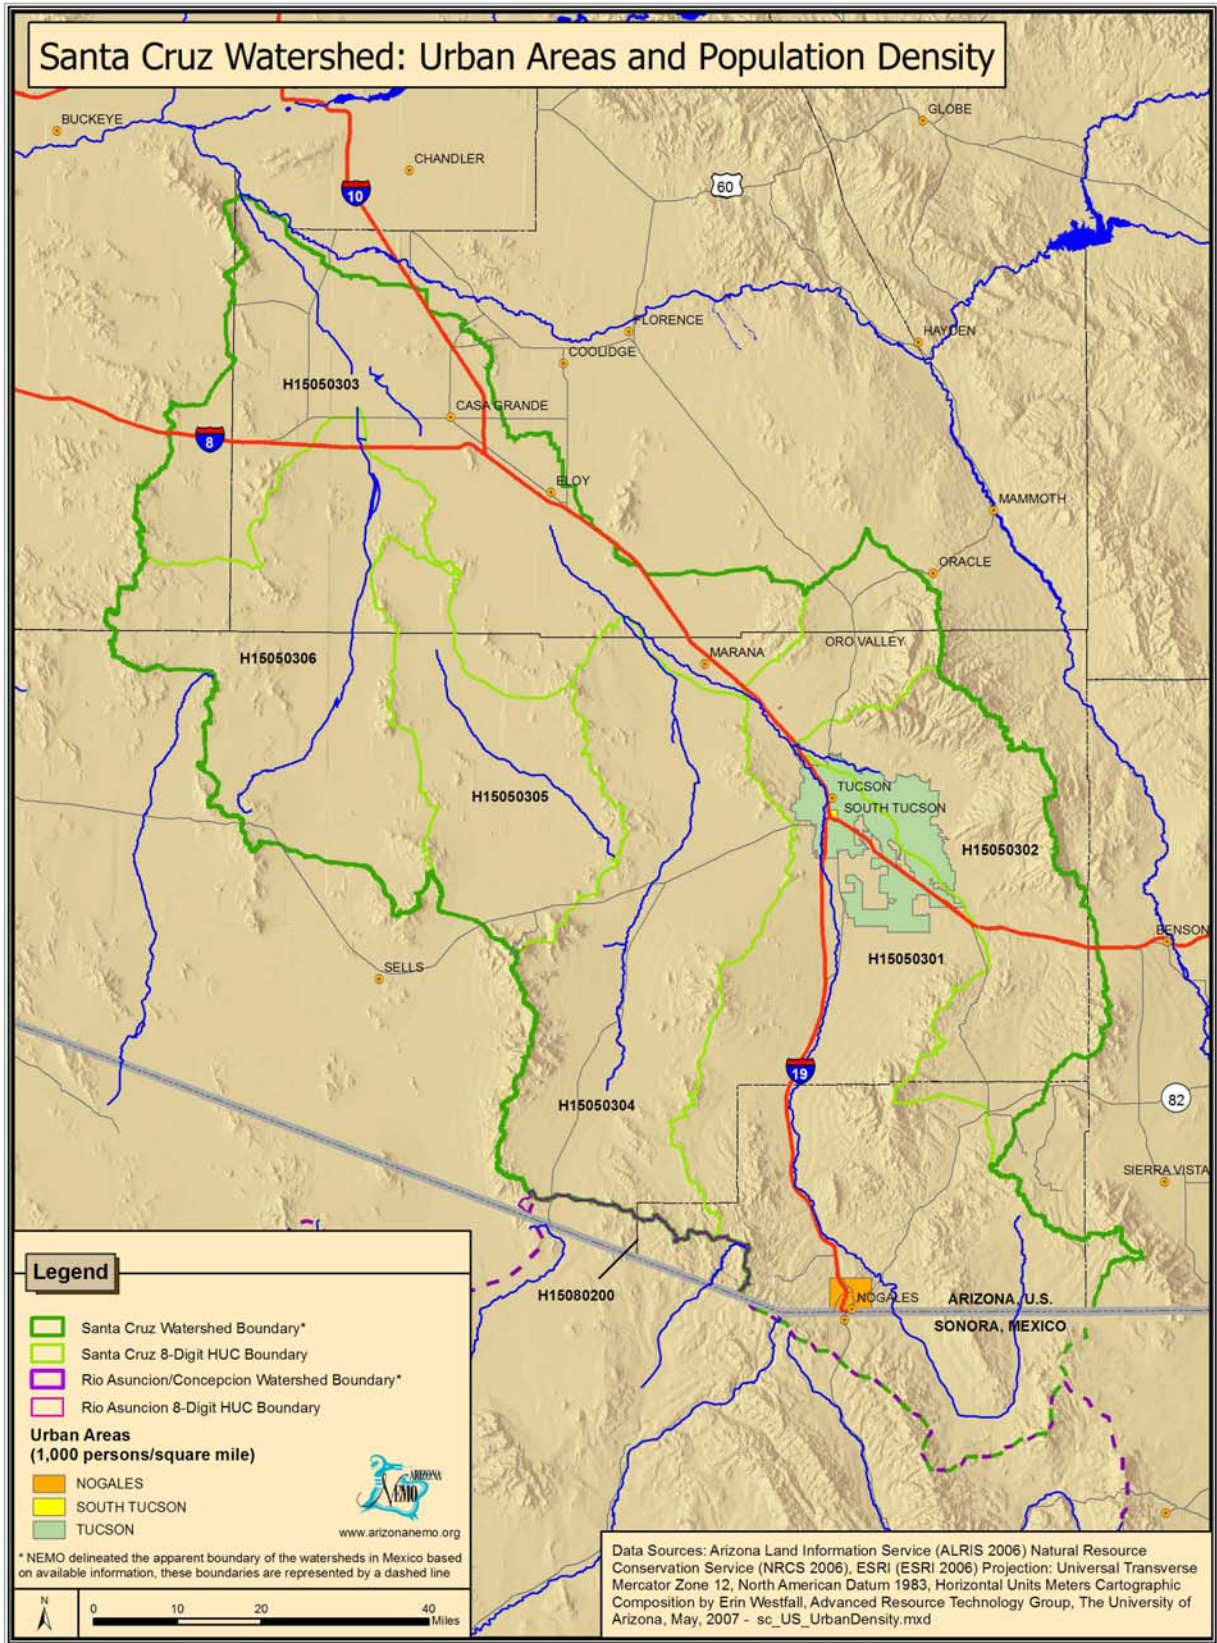 Santa Cruz Watershed: Urban Areas and Population Density
BUCKEYE
GLOBE
CHANDLER
10
60
FLORENCE
HAYDEN
COOLIDGE
H15050303
CASA GRANDE
8
ELOY
MAMMOTH
ORACLE
ORO VALLEY
MARANA
H15050306
TUCSON
H15050305
SOUTH TUCSON
H15050302
BENSON
H15050301
SELLS
19
82
H15050304
SIERRA VISTA
H15080200
NOGALES
ARIZONA, U.S.
SONORA, MEXICO
Legend
Santa Cruz Watershed Boundary*
Santa Cruz 8-Digit HUC Boundary
Rio Asuncion/Concepcion Watershed Boundary*
Rio Asuncion 8-Digit HUC Boundary
Urban Areas
(1,000 persons/square mile)
NOGALES
SOUTH TUCSON
TUCSON
ARIZONA
NEMO
www.arizonanemo.org
* NEMO delineated the apparent boundary of the watersheds in Mexico based
on available information, these boundaries are represented by a dashed line
N
0 10 20 40
Miles
Data Sources: Arizona Land Information Service (ALRIS 2006) Natural Resource
Conservation Service (NRCS 2006), ESRI (ESRI 2006) Projection: Universal Transverse
Mercator Zone 12, North American Datum 1983, Horizontal Units Meters Cartographic
Composition by Erin Westfall, Advanced Resource Technology Group, The University of
Arizona, May, 2007 - sc_US_UrbanDensity.mxd